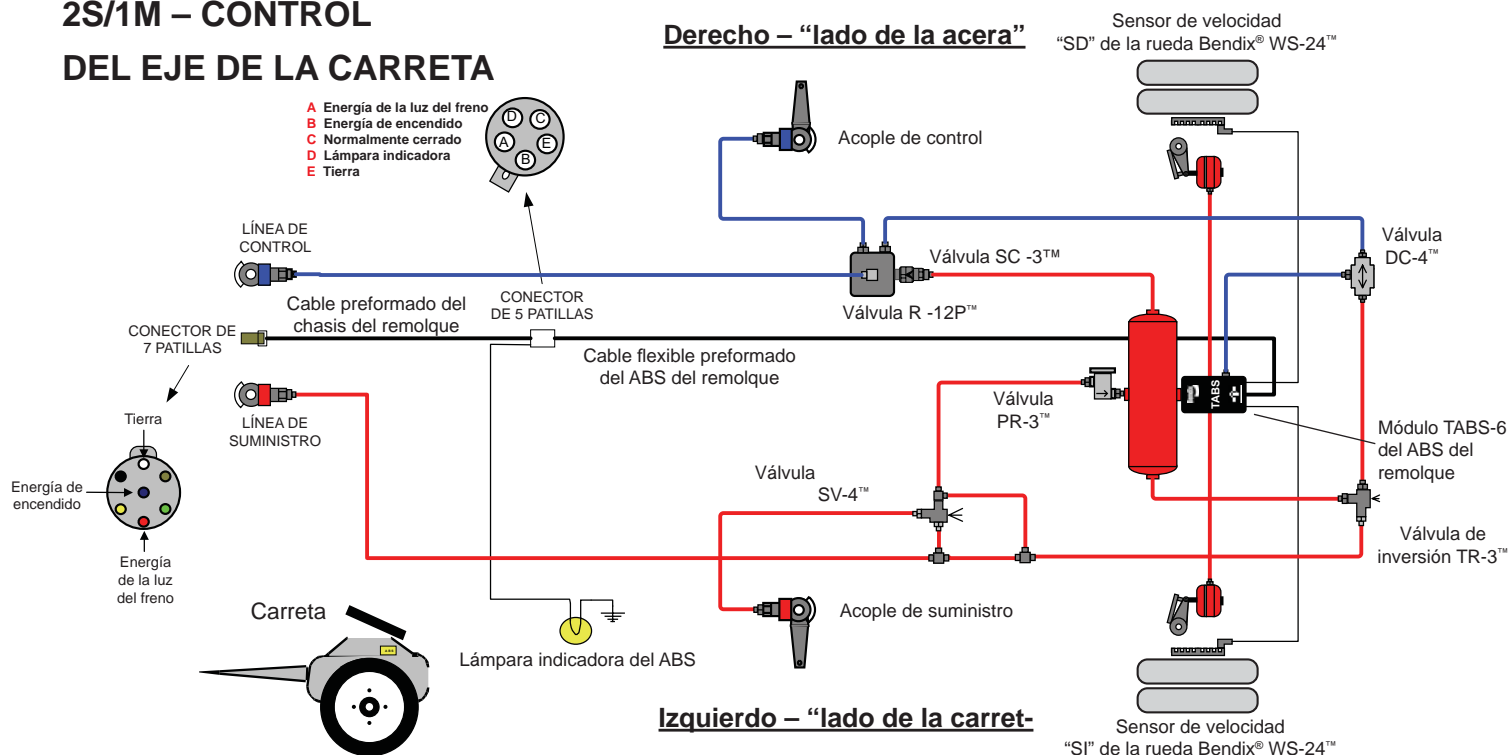 2S/1M – CONTROL
DEL EJE DE LA CARRETA
Derecho – “lado de la acera”
Sensor de velocidad
“SD” de la rueda Bendix® WS-24™
A Energía de la luz del freno
B Energía de encendido
C Normalmente cerrado
D Lámpara indicadora
E Tierra
D
C
A
E
B
Acople de control
LÍNEA DE
CONTROL
Válvula SC -3™
Válvula
DC-4™
Cable preformado del
chasis del remolque
CONECTOR
DE 5 PATILLAS
Válvula R -12P™
CONECTOR DE
7 PATILLAS
Cable flexible preformado
del ABS del remolque
LÍNEA DE
SUMINISTRO
Válvula
PR-3™
TABS
Módulo TABS-6
del ABS del
remolque
Tierra
Energía de
encendido
Energía
de la luz
del freno
Válvula
SV-4™
Válvula de
inversión TR-3™
Carreta
ABS
Acople de suministro
Lámpara indicadora del ABS
Izquierdo – “lado de la carret-
Sensor de velocidad
“SI” de la rueda Bendix® WS-24™